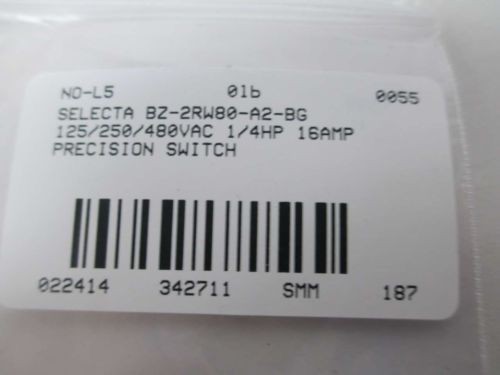 NO-L5 01b 0055
SELECTA BZ-2RW80-A2-BG
125/250/480VAC 1/4HP 16AMP
PRECISION SWITCH
022414 342711 SMM 187